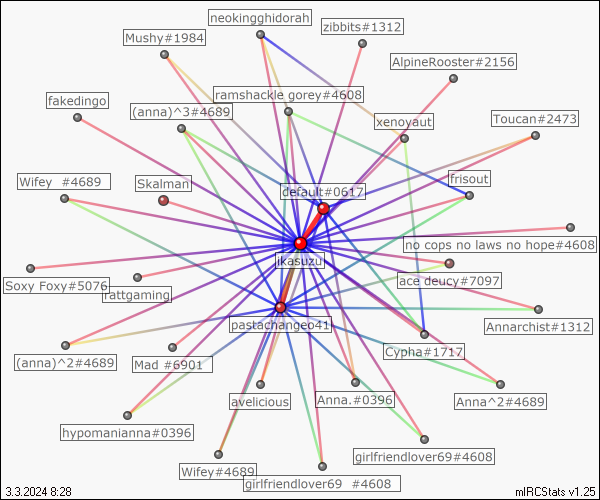 neokingghidorah
zibbits#1312
Mushy#1984
AlpineRooster#2156
fakedingo
ramshackle gorey#4608
(anna)^3#4689
xenoyaut
Toucan#2473
Wifey  #4689
Skalman
default#0617
frisout
no cops no laws no hope#4608
ikasuzu
Soxy Foxy#5076
rattgaming
ace deucy#7097
pastachangeo41
Annarchist#1312
(anna)^2#4689
Mad #6901
Cypha#1717
avelicious
Anna.#0396
Anna^2#4689
hypomanianna#0396
girlfriendlover69#4608
Wifey#4689
girlfriendlover69  #4608
3.3.2024 8:28
mIRCStats v1.25